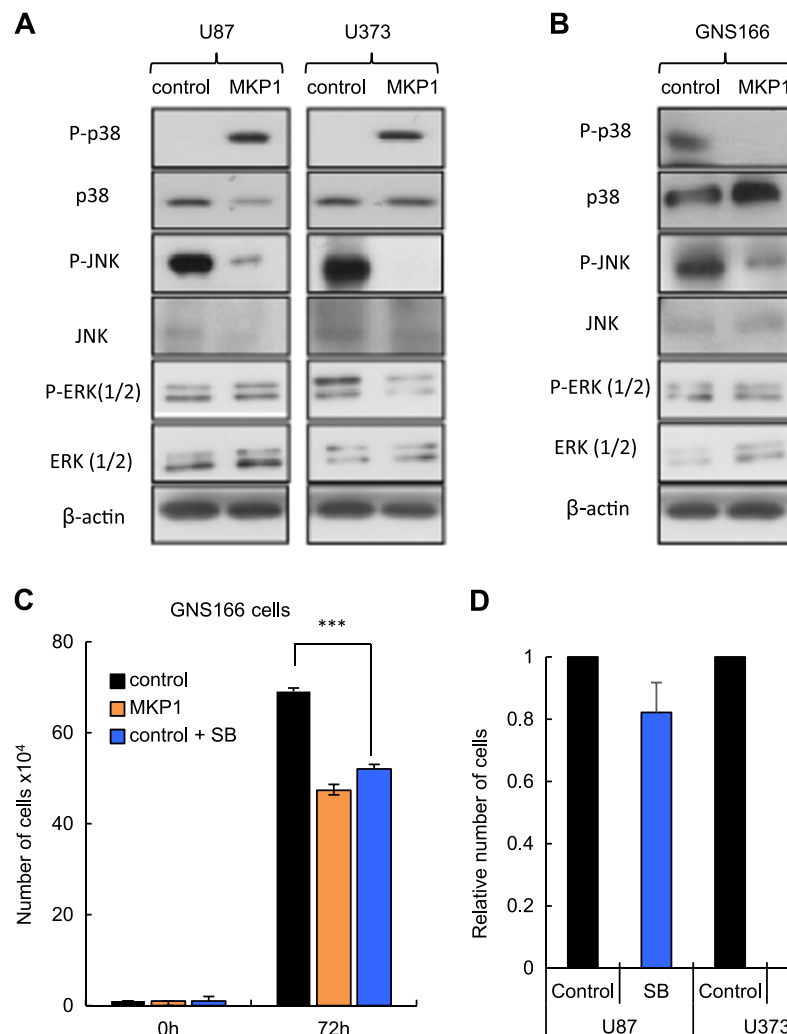 A
U87
U373
control
MKP1
control
MKP1
P-p38
p38
P-JNK
JNK
P-ERK(1/2)
ERK (1/2)
β-actin
B
GNS166
control
MKP1
P-p38
p38
P-JNK
JNK
P-ERK (1/2)
ERK (1/2)
β-actin
C
GNS166 cells
***
80
60
40
20
0
Number of cells x10⁴
control
MKP1
control + SB
0h
72h
D
1
0.8
0.6
0.4
0.2
0
Relative number of cells
Control
SB
Control
U87
U373